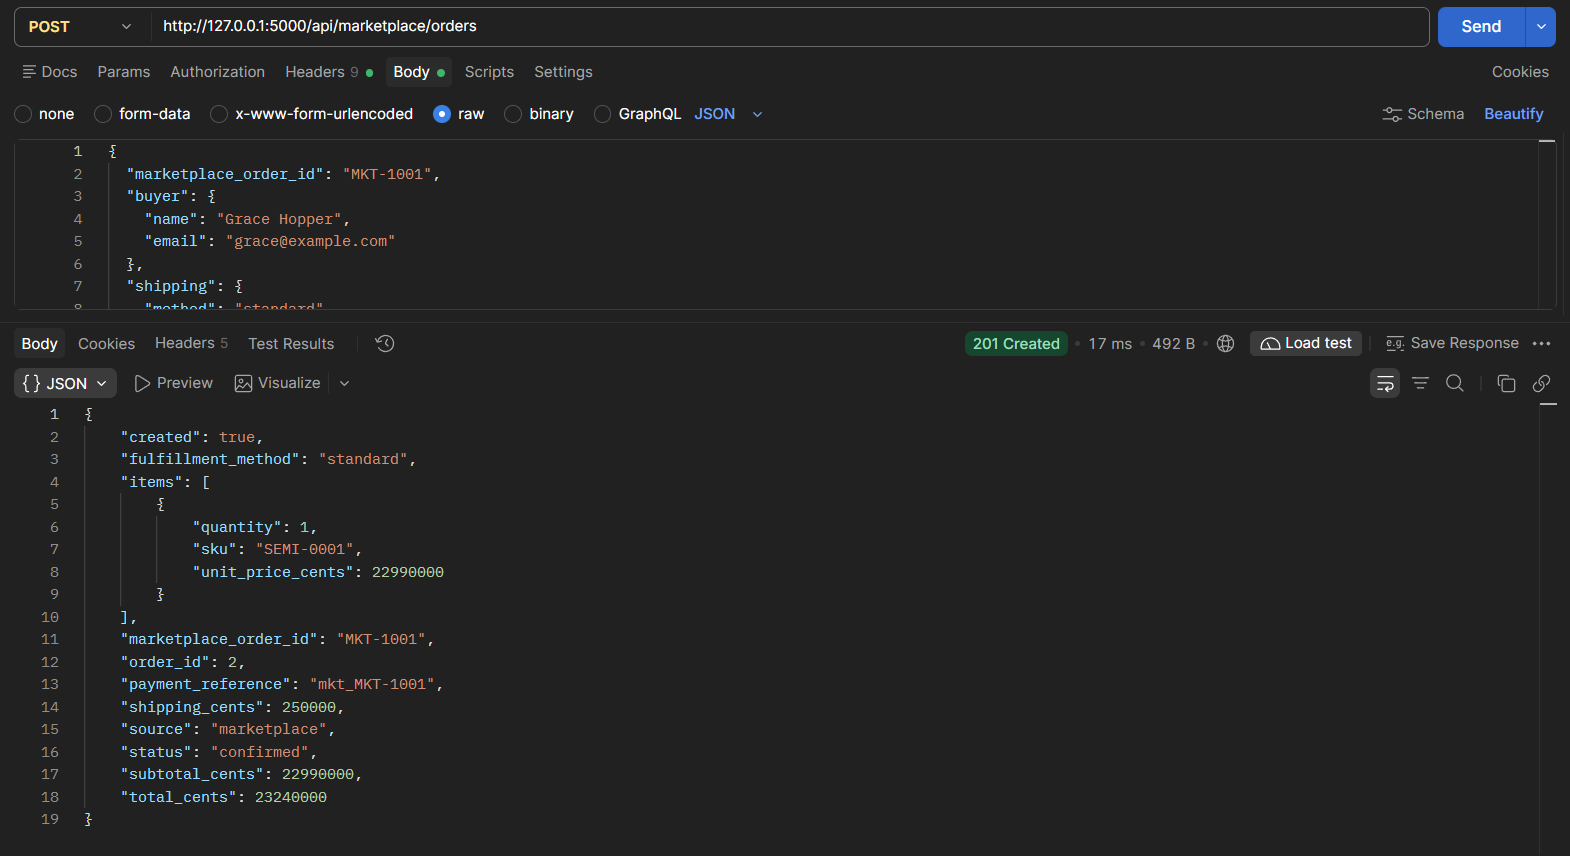 POST http://127.0.0.1:5000/api/marketplace/orders Send
Docs Params Authorization Headers 9 Body Scripts Settings Cookies
none form-data x-www-form-urlencoded raw binary GraphQL JSON Schema Beautify
1 {
2 "marketplace_order_id": "MKT-1001",
3 "buyer": {
4 "name": "Grace Hopper",
5 "email": "grace@example.com"
6 },
7 "shipping": {
8 "method": "standard"
Body Cookies Headers 5 Test Results 201 Created • 17 ms • 492 B • Load test e.g. Save Response
{} JSON Preview Visualize
1 {
2 "created": true,
3 "fulfillment_method": "standard",
4 "items": [
5 {
6 "quantity": 1,
7 "sku": "SEMI-0001",
8 "unit_price_cents": 22990000
9 }
10 ],
11 "marketplace_order_id": "MKT-1001",
12 "order_id": 2,
13 "payment_reference": "mkt_MKT-1001",
14 "shipping_cents": 250000,
15 "source": "marketplace",
16 "status": "confirmed",
17 "subtotal_cents": 22990000,
18 "total_cents": 23240000
19 }